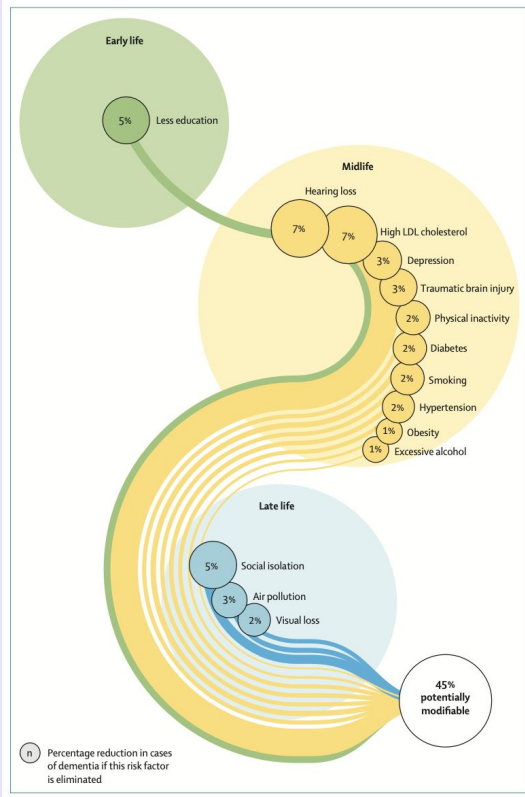 Early life
5%
Less education
Midlife
Hearing loss
7%
7%
High LDL cholesterol
3%
Depression
3%
Traumatic brain injury
2%
Physical inactivity
2%
Diabetes
2%
Smoking
2%
Hypertension
1%
Obesity
1%
Excessive alcohol
Late life
5%
Social isolation
3%
Air pollution
2%
Visual loss
45%
potentially
modifiable
n
Percentage reduction in cases
of dementia if this risk factor
is eliminated